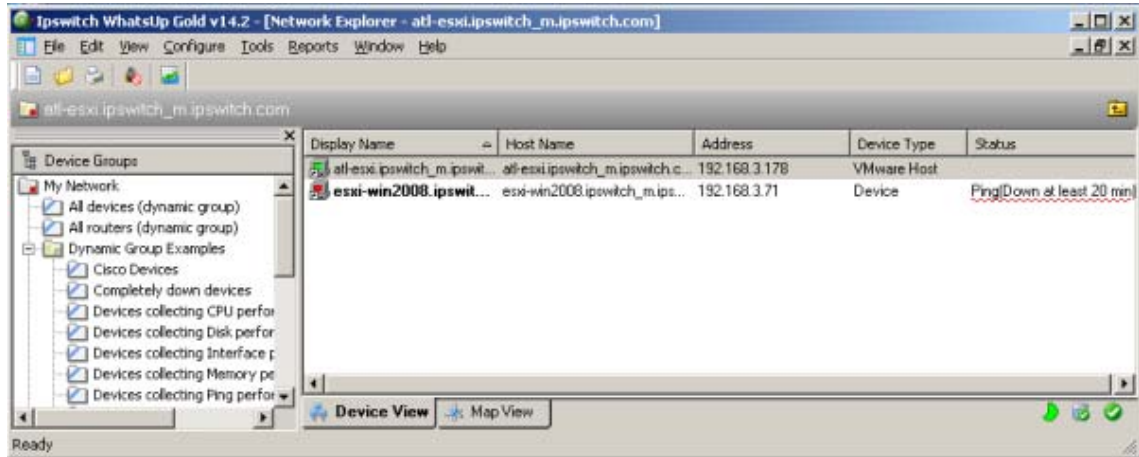 Ipswitch WhatsUp Gold v14.2 - [Network Explorer - atl-esxi.ipswitch_m.ipswitch.com]
File Edit View Configure Tools Reports Window Help
atl-esxi.ipswitch_m.ipswitch.com
Device Groups
My Network
All devices (dynamic group)
All routers (dynamic group)
Dynamic Group Examples
Cisco Devices
Completely down devices
Devices collecting CPU perfor
Devices collecting Disk perfor
Devices collecting Interface p
Devices collecting Memory pe
Devices collecting Ping perfor
Display Name Host Name Address Device Type Status
atl-esxi.ipswitch_m.ipswit... atl-esxi.ipswitch_m.ipswitch.c... 192.168.3.178 VMware Host
esxi-win2008.ipswit... esxi-win2008.ipswitch_m.ips... 192.168.3.71 Device Ping(Down at least 20 min)
Device View Map View
Ready